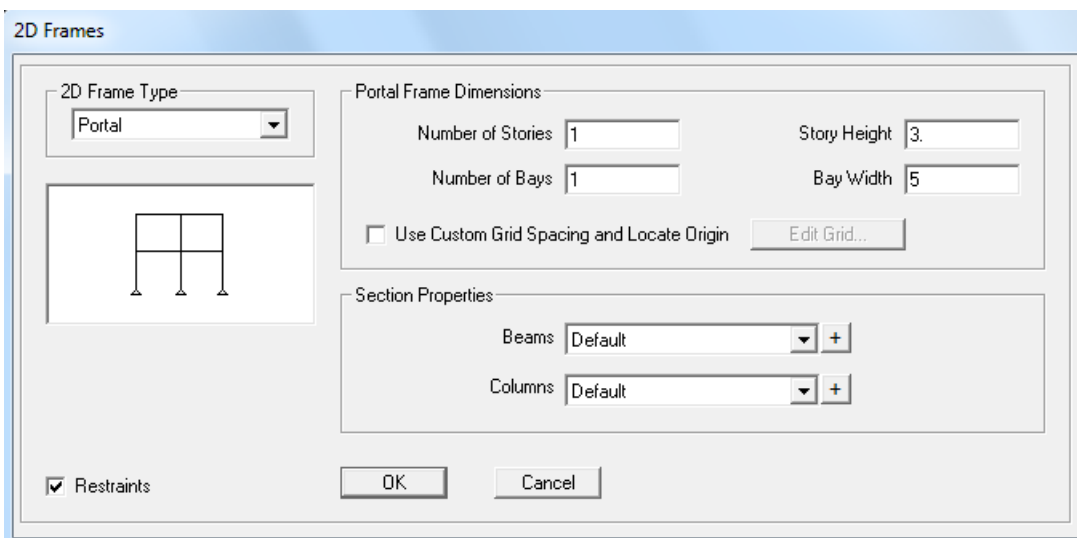 2D Frames
2D Frame Type
Portal
Portal Frame Dimensions
Number of Stories 1
Story Height 3.
Number of Bays 1
Bay Width 5
Use Custom Grid Spacing and Locate Origin
Edit Grid...
Section Properties
Beams Default +
Columns Default +
Restraints
OK
Cancel